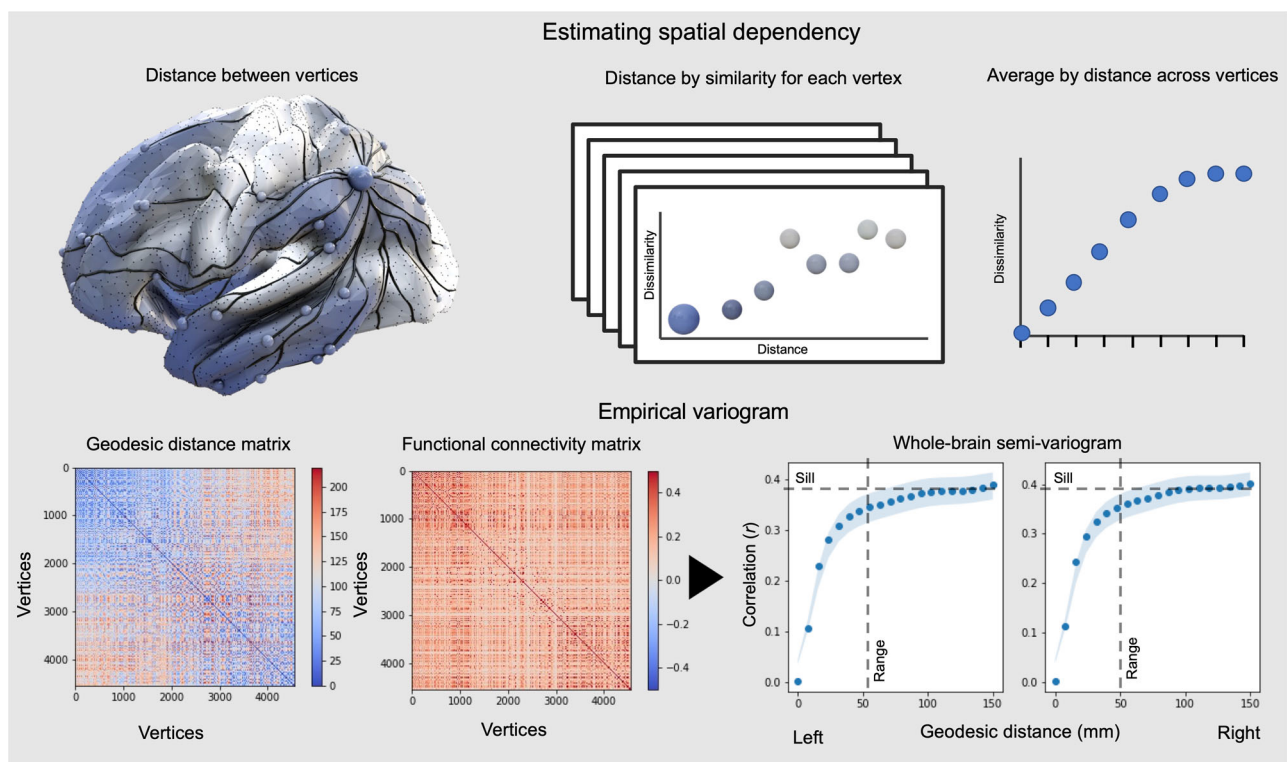 Estimating spatial dependency
Distance between vertices
Distance by similarity for each vertex
Average by distance across vertices
Dissimilarity
Distance
Dissimilarity
Empirical variogram
Geodesic distance matrix
Functional connectivity matrix
Whole-brain semi-variogram
Vertices
0
1000
2000
3000
4000
0 1000 2000 3000 4000
Vertices
200
175
150
125
100
75
50
25
0
Vertices
0
1000
2000
3000
4000
0 1000 2000 3000 4000
Vertices
0.4
0.2
0.0
−0.2
−0.4
Correlation (r)
0.4
0.3
0.2
0.1
0.0
Sill
Range
0 50 100 150
Left
0.4
0.3
0.2
0.1
0.0
Sill
Range
0 50 100 150
Geodesic distance (mm)
Right